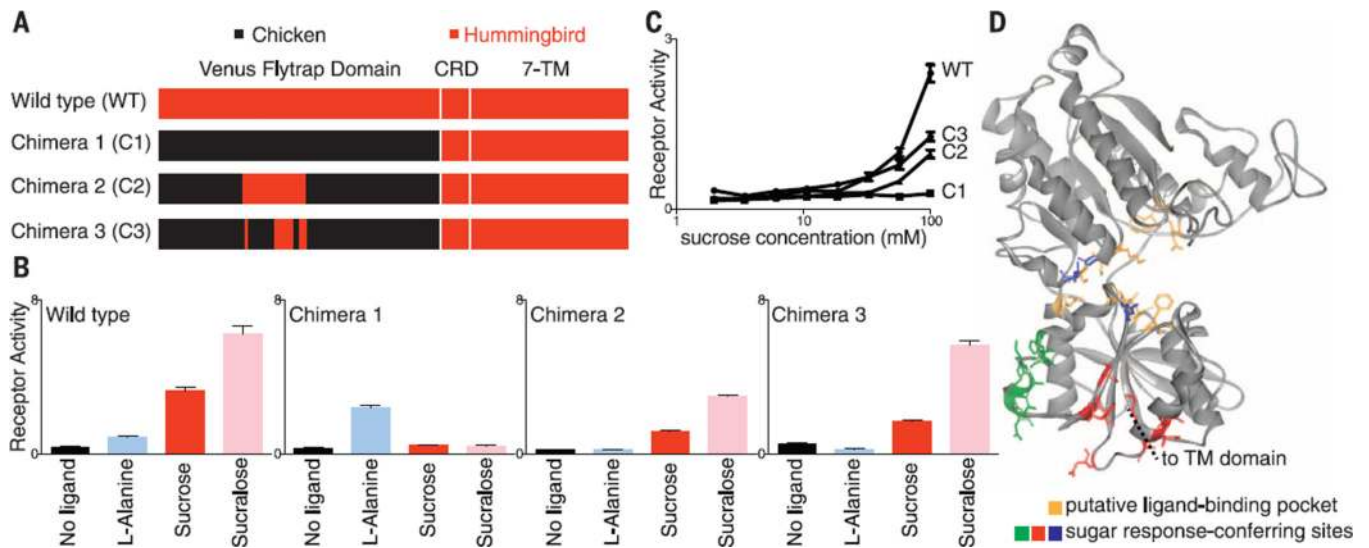 A
Chicken
Hummingbird
Venus Flytrap Domain
CRD
7-TM
Wild type (WT)
Chimera 1 (C1)
Chimera 2 (C2)
Chimera 3 (C3)
B
Receptor Activity
8
0
Wild type
No ligand
L-Alanine
Sucrose
Sucralose
8
0
Chimera 1
No ligand
L-Alanine
Sucrose
Sucralose
8
0
Chimera 2
No ligand
L-Alanine
Sucrose
Sucralose
8
0
Chimera 3
No ligand
L-Alanine
Sucrose
Sucralose
C
Receptor Activity
3
0
1
10
100
sucrose concentration (mM)
WT
C3
C2
C1
D
to TM domain
putative ligand-binding pocket
sugar response-conferring sites